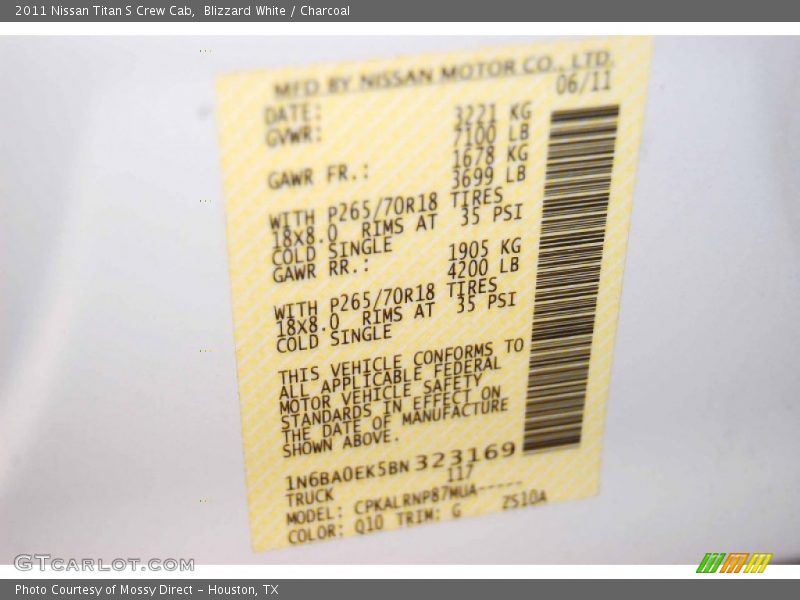 2011 Nissan Titan S Crew Cab,  Blizzard White / Charcoal
MFD BY NISSAN MOTOR CO., LTD.
DATE: 06/11
GVWR: 3221 KG
7100 LB
GAWR FR.: 1678 KG
3699 LB
WITH P265/70R18 TIRES
18x8.0 RIMS AT 35 PSI
COLD SINGLE
GAWR RR.: 1905 KG
4200 LB
WITH P265/70R18 TIRES
18x8.0 RIMS AT 35 PSI
COLD SINGLE
THIS VEHICLE CONFORMS TO
ALL APPLICABLE FEDERAL
MOTOR VEHICLE SAFETY
STANDARDS IN EFFECT ON
THE DATE OF MANUFACTURE
SHOWN ABOVE.
1N6BA0EK5BN 323169
TRUCK 117
MODEL: CPKALRNP87MUA-----
COLOR: Q10 TRIM: G ZS10A
GTCARLOT.COM
Photo Courtesy of Mossy Direct – Houston, TX